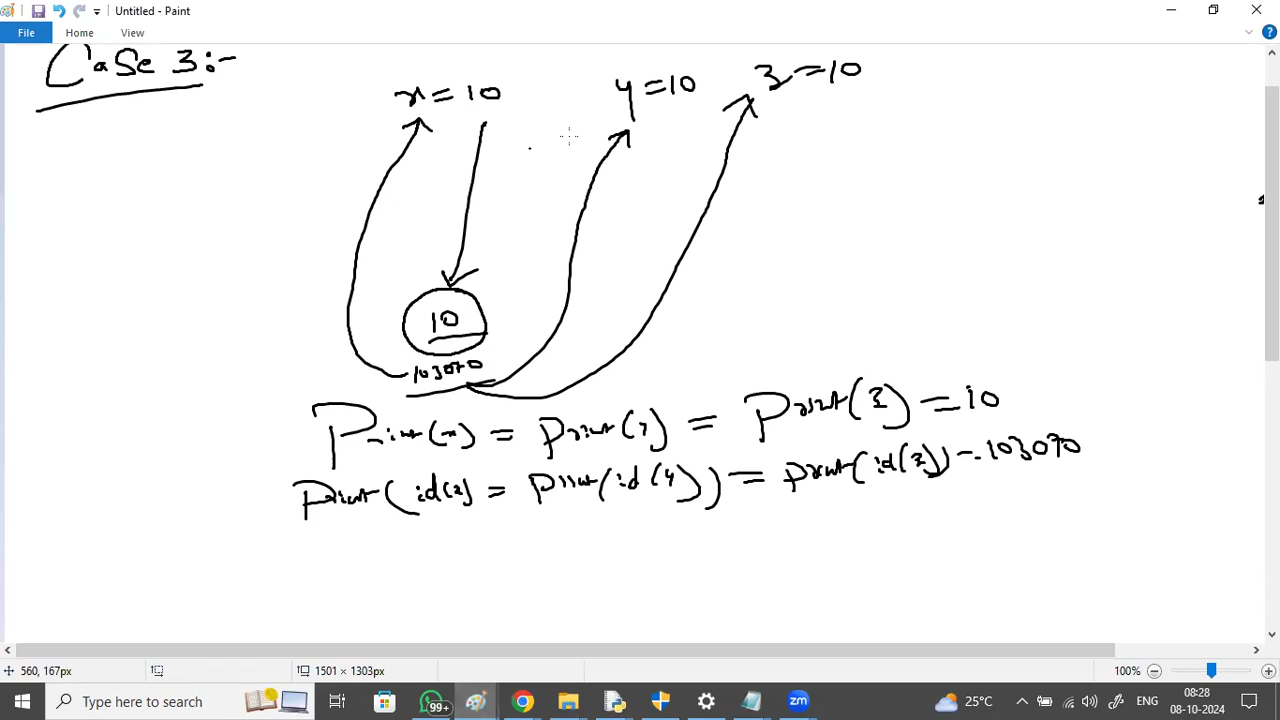 Untitled - Paint
File Home View
Case 3:-
x = 10 y = 10 z = 10
10
103070
Print(x) = Print(y) = Print(z) = 10
Print(id(x) = Print(id(y)) = Print(id(z)) - 103070
560, 167px 1501 × 1303px 100%
Type here to search 99+ 25°C ENG 08:28
08-10-2024